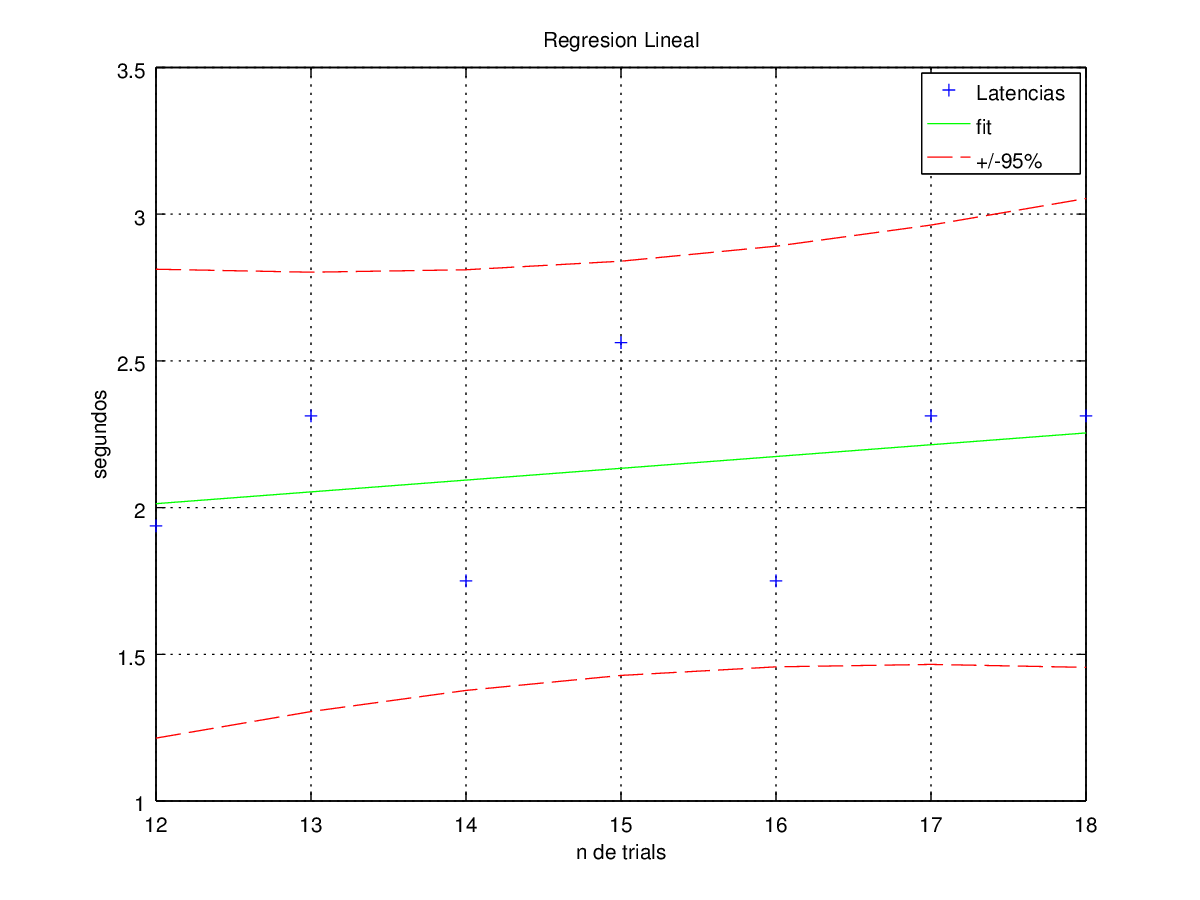 Regresion Lineal
3.5
3
2.5
2
1.5
1
segundos
Latencias
fit
+/-95%
12 13 14 15 16 17 18
n de trials